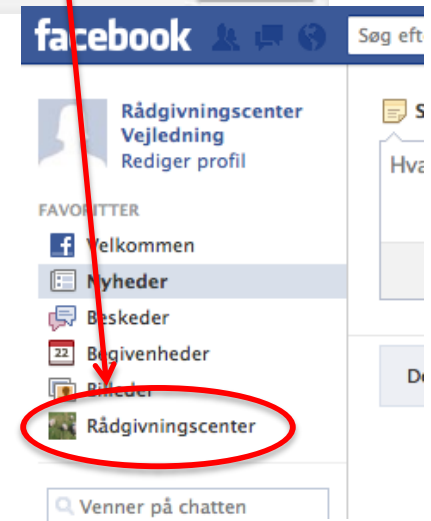 facebook
Søg eft
Rådgivningscenter
Vejledning
Rediger profil
S
Hva
FAVORITTER
Velkommen
Nyheder
Beskeder
22
Begivenheder
Billeder
De
Rådgivningscenter
Venner på chatten